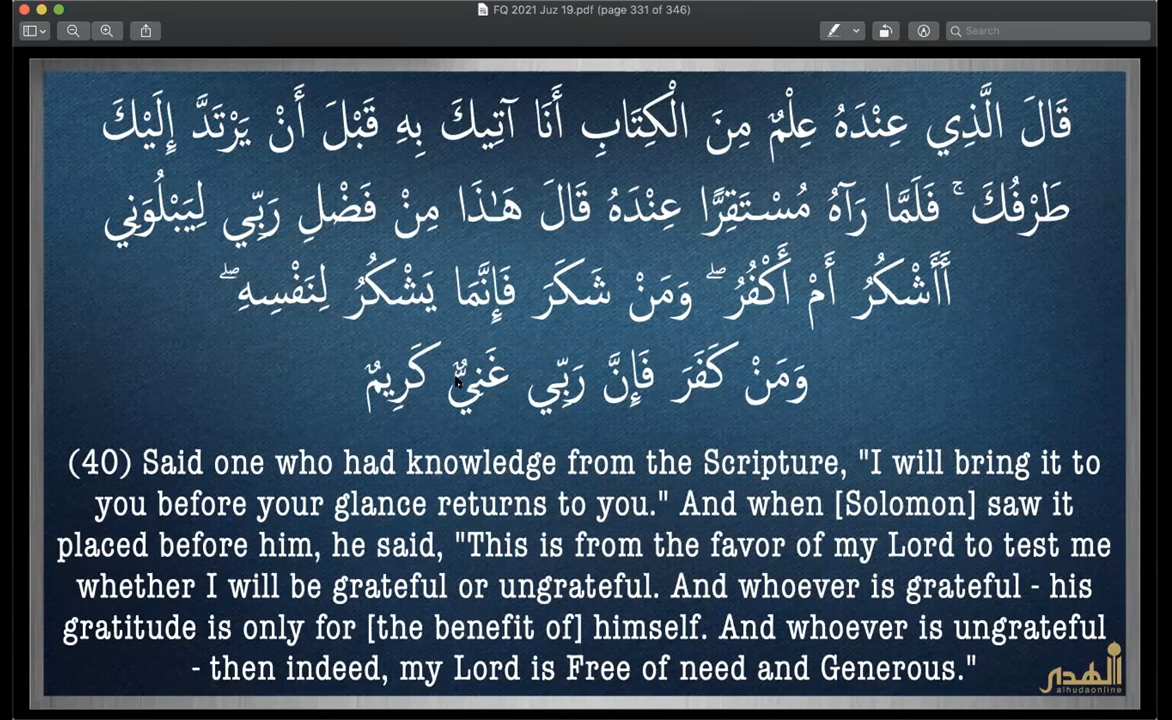 FQ 2021 Juz 19.pdf (page 331 of 346)
Search
قَالَ الَّذِي عِنْدَهُ عِلْمٌ مِنَ الْكِتَابِ أَنَا آتِيكَ بِهِ قَبْلَ أَنْ يَرْتَدَّ إِلَيْكَ
طَرْفُكَ ۚ فَلَمَّا رَآهُ مُسْتَقِرًّا عِنْدَهُ قَالَ هَٰذَا مِنْ فَضْلِ رَبِّي لِيَبْلُوَنِي
أَأَشْكُرُ أَمْ أَكْفُرُ ۖ وَمَنْ شَكَرَ فَإِنَّمَا يَشْكُرُ لِنَفْسِهِ ۖ
وَمَنْ كَفَرَ فَإِنَّ رَبِّي غَنِيٌّ كَرِيمٌ
(40) Said one who had knowledge from the Scripture, "I will bring it to
you before your glance returns to you." And when [Solomon] saw it
placed before him, he said, "This is from the favor of my Lord to test me
whether I will be grateful or ungrateful. And whoever is grateful - his
gratitude is only for [the benefit of] himself. And whoever is ungrateful
- then indeed, my Lord is Free of need and Generous."
الهدى
alhudaonline